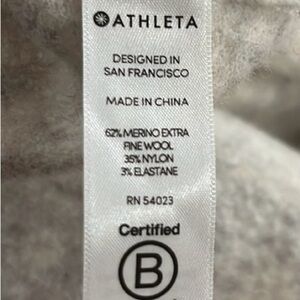 ATHLETA
DESIGNED IN
SAN FRANCISCO
MADE IN CHINA
62% MERINO EXTRA
FINE WOOL
35% NYLON
3% ELASTANE
RN 54023
Certified
B